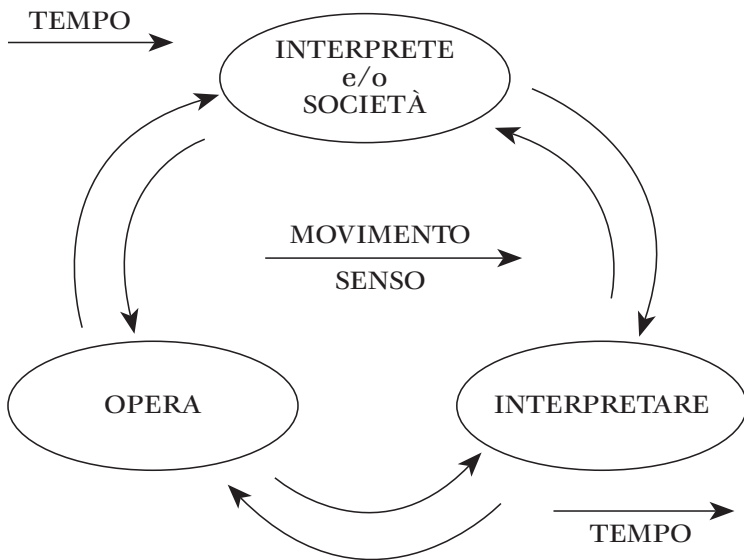 TEMPO
INTERPRETE
e/o
SOCIETÀ
MOVIMENTO
SENSO
OPERA
INTERPRETARE
TEMPO